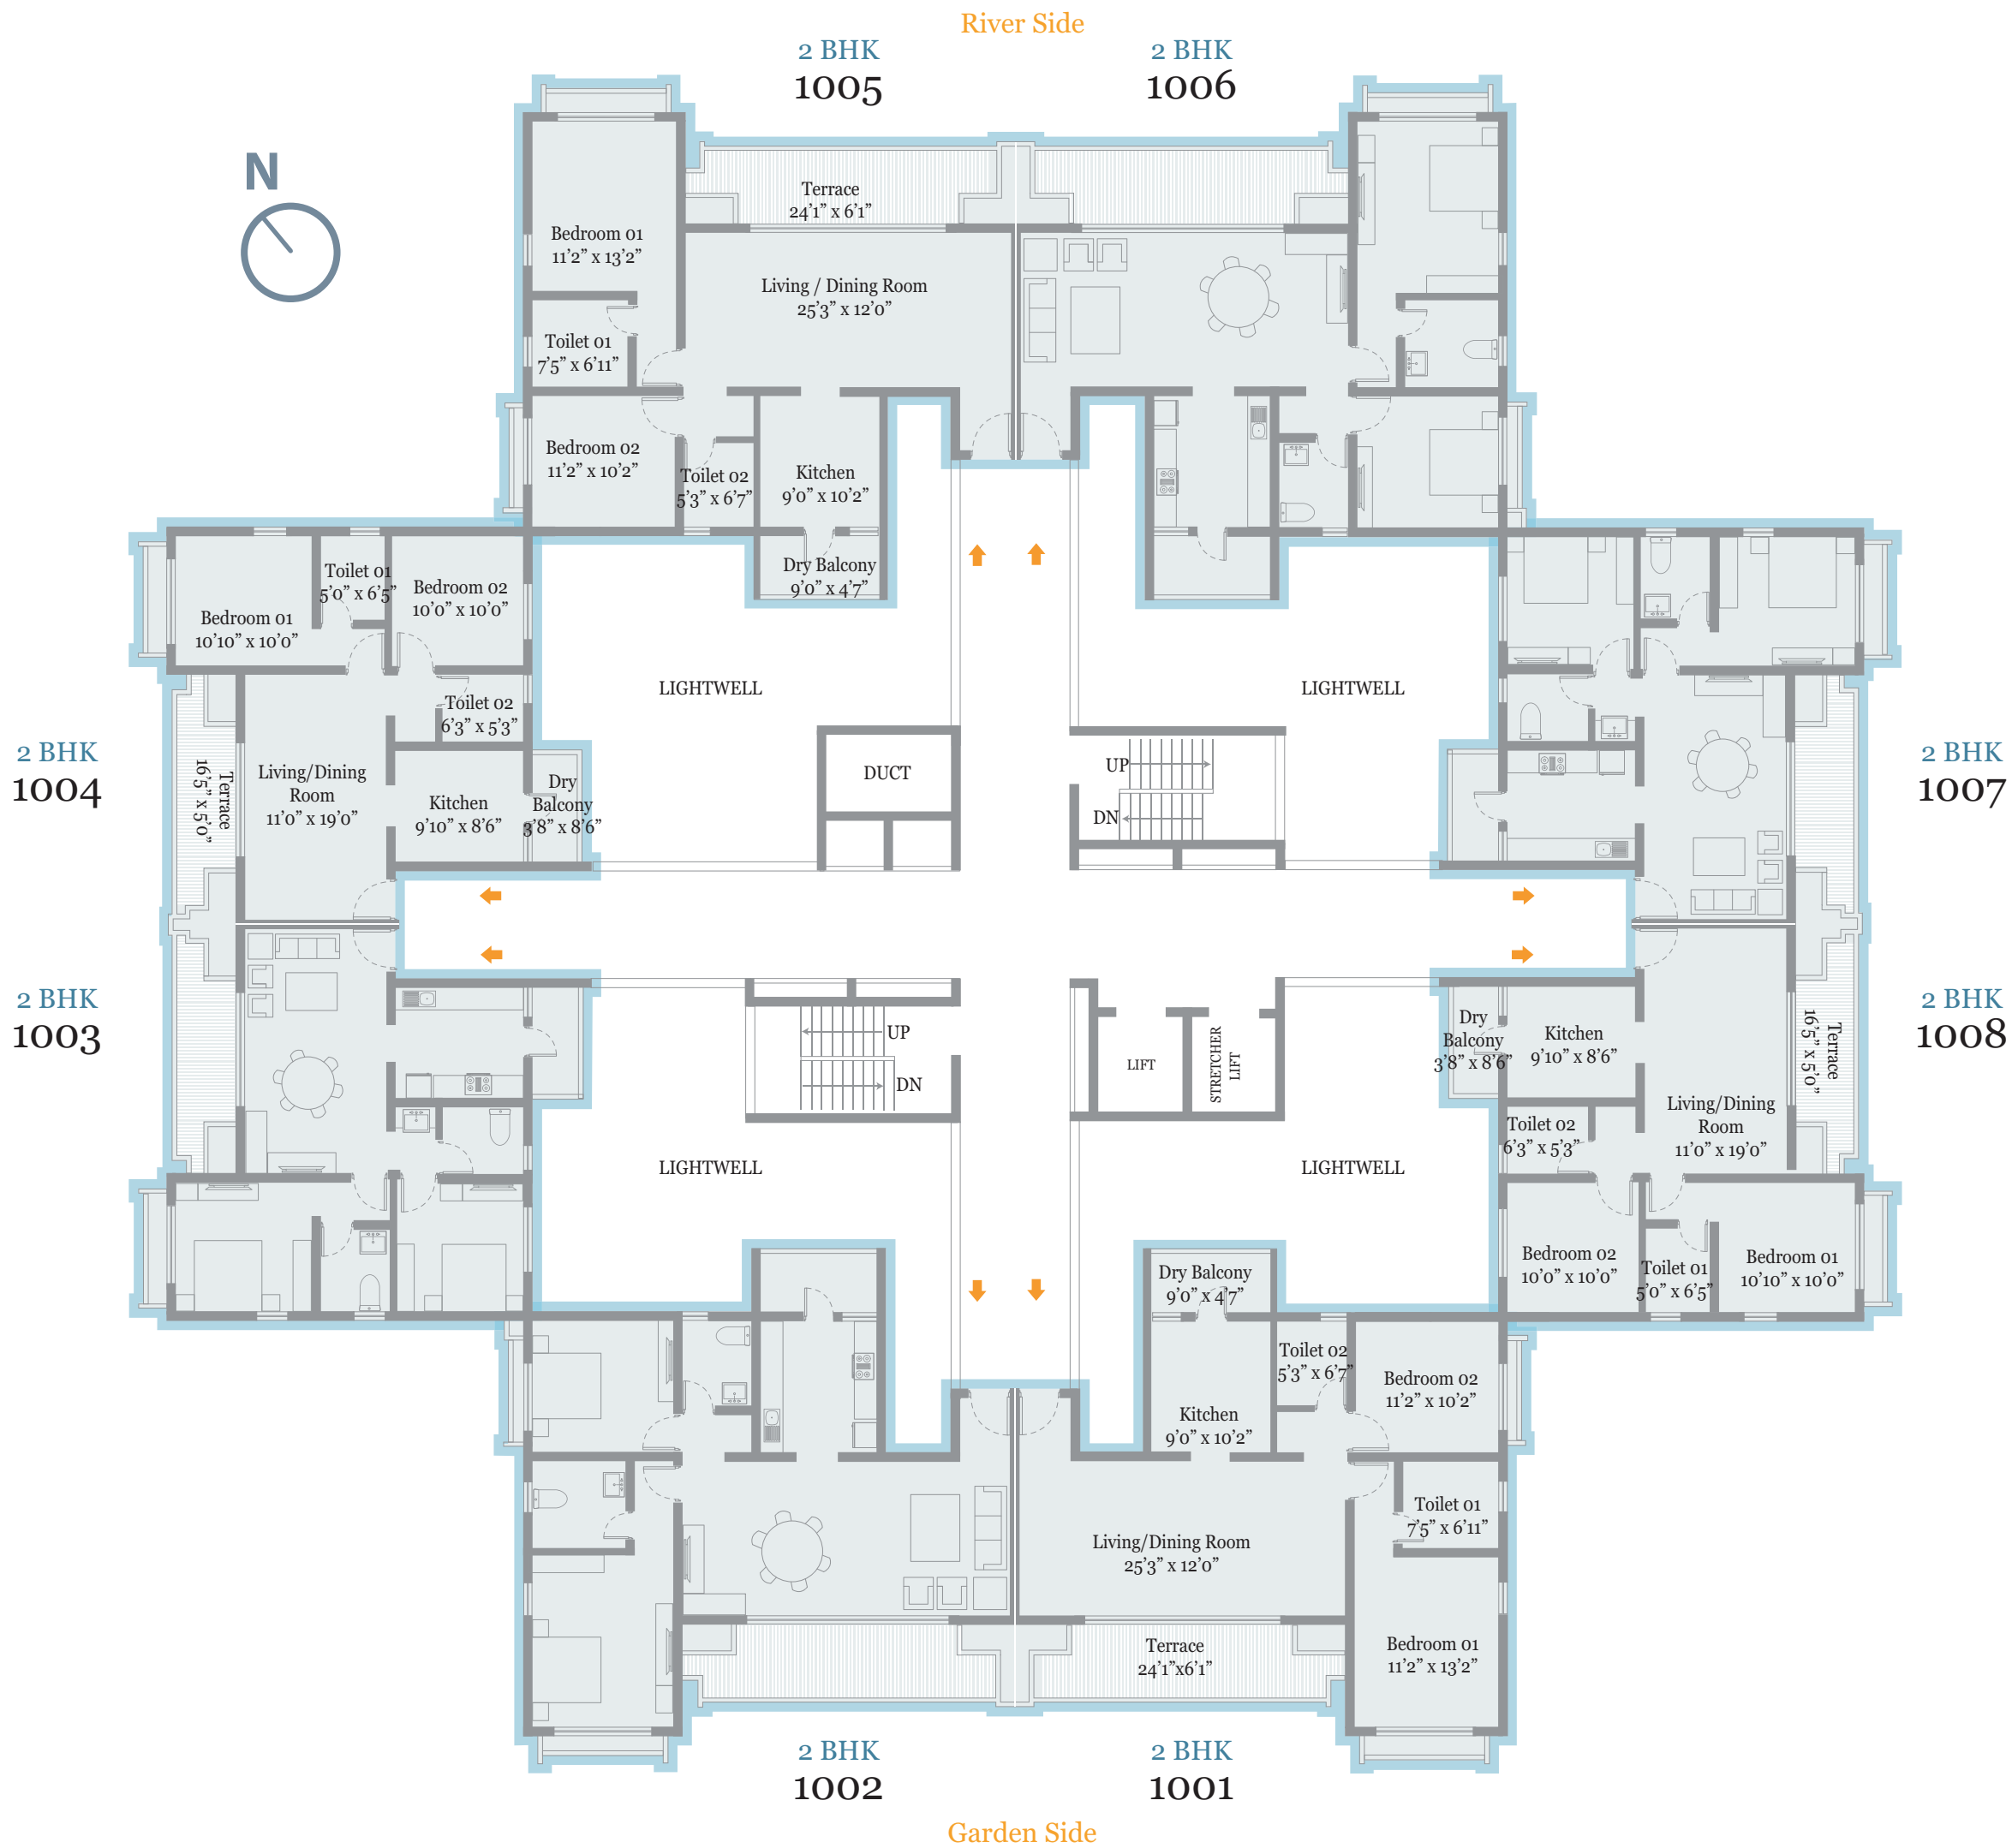 River Side
2 BHK
1005
2 BHK
1006
N
Terrace
24’1” x 6’1”
Bedroom 01
11’2” x 13’2”
Living / Dining Room
25’3” x 12’0”
Toilet 01
7’5” x 6’11”
Bedroom 02
11’2” x 10’2”
Toilet 02
5’3” x 6’7”
Kitchen
9’0” x 10’2”
Dry Balcony
9’0” x 4’7”
Toilet 01
5’0” x 6’5”
Bedroom 02
10’0” x 10’0”
Bedroom 01
10’10” x 10’0”
LIGHTWELL
LIGHTWELL
Toilet 02
6’3” x 5’3”
2 BHK
1004
Terrace
16’5” x 5’0”
Living/Dining
Room
11’0” x 19’0”
Kitchen
9’10” x 8’6”
Dry
Balcony
3’8” x 8’6”
DUCT
UP
DN
2 BHK
1007
2 BHK
1003
UP
DN
LIFT
STRETCHER
LIFT
Dry
Balcony
3’8” x 8’6”
Kitchen
9’10” x 8’6”
Terrace
16’5” x 5’0”
2 BHK
1008
Living/Dining
Room
11’0” x 19’0”
Toilet 02
6’3” x 5’3”
LIGHTWELL
LIGHTWELL
Bedroom 02
10’0” x 10’0”
Toilet 01
5’0” x 6’5”
Bedroom 01
10’10” x 10’0”
Dry Balcony
9’0” x 4’7”
Toilet 02
5’3” x 6’7”
Bedroom 02
11’2” x 10’2”
Kitchen
9’0” x 10’2”
Toilet 01
7’5” x 6’11”
Living/Dining Room
25’3” x 12’0”
Terrace
24’1”x6’1”
Bedroom 01
11’2” x 13’2”
2 BHK
1002
2 BHK
1001
Garden Side